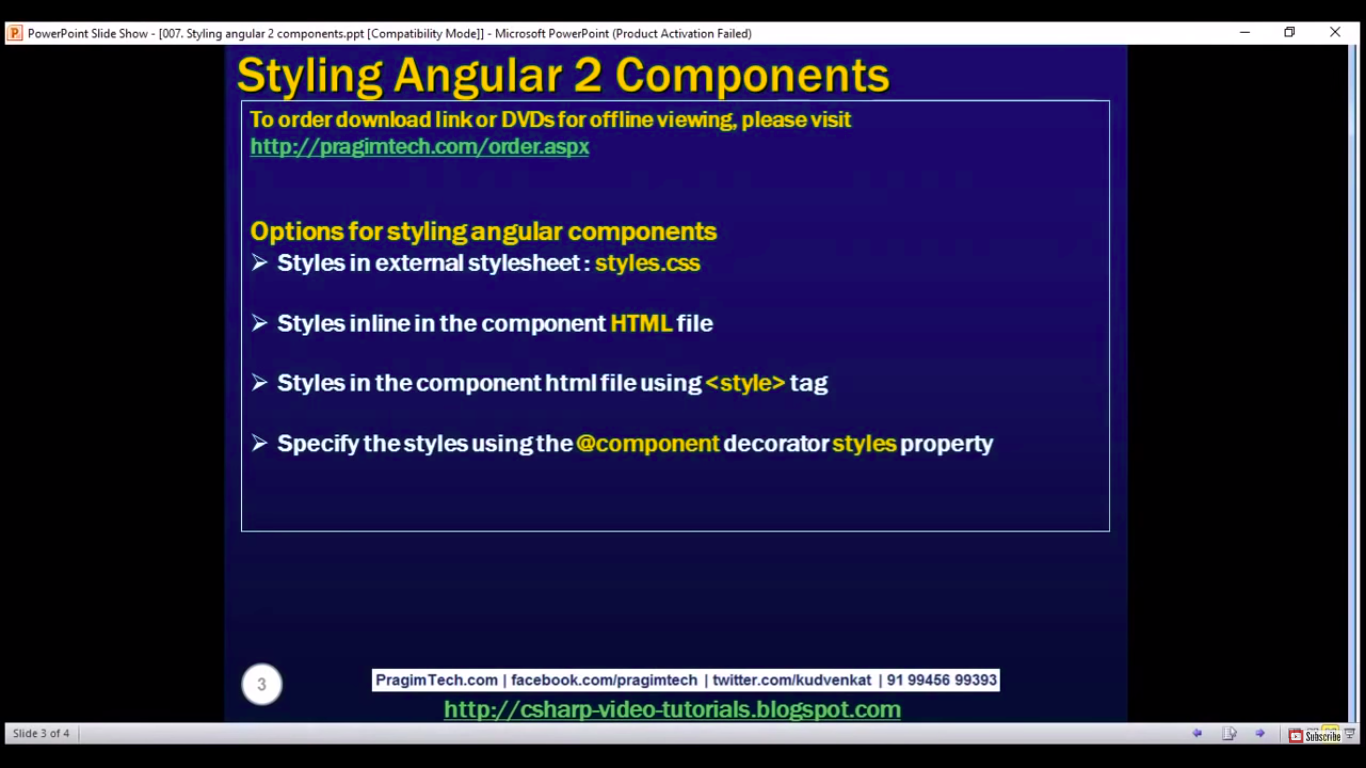 PowerPoint Slide Show - [007. Styling angular 2 components.ppt [Compatibility Mode]] - Microsoft PowerPoint (Product Activation Failed)
Styling Angular 2 Components
To order download link or DVDs for offline viewing, please visit
http://pragimtech.com/order.aspx
Options for styling angular components
Styles in external stylesheet : styles.css
Styles inline in the component HTML file
Styles in the component html file using <style> tag
Specify the styles using the @component decorator styles property
3
PragimTech.com | facebook.com/pragimtech | twitter.com/kudvenkat | 91 99456 99393
http://csharp-video-tutorials.blogspot.com
Slide 3 of 4
Subscribe